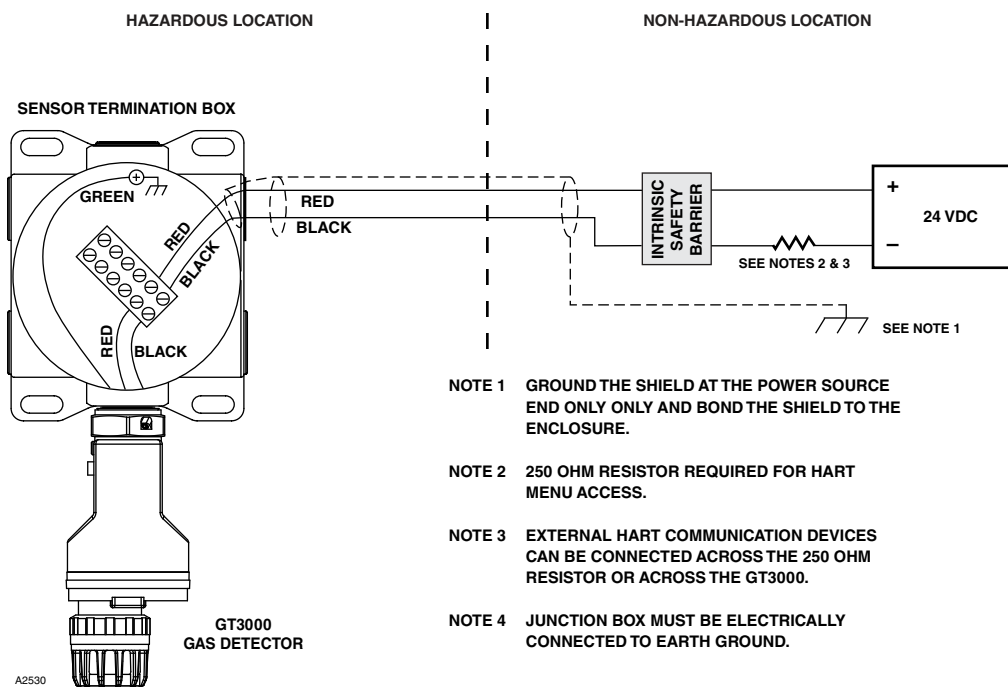 HAZARDOUS LOCATION
NON-HAZARDOUS LOCATION
SENSOR TERMINATION BOX
GREEN
RED
BLACK
RED
BLACK
RED
BLACK
INTRINSIC
SAFETY
BARRIER
+
–
24 VDC
SEE NOTES 2 & 3
SEE NOTE 1
NOTE 1 GROUND THE SHIELD AT THE POWER SOURCE
END ONLY ONLY AND BOND THE SHIELD TO THE
ENCLOSURE.
NOTE 2 250 OHM RESISTOR REQUIRED FOR HART
MENU ACCESS.
NOTE 3 EXTERNAL HART COMMUNICATION DEVICES
CAN BE CONNECTED ACROSS THE 250 OHM
RESISTOR OR ACROSS THE GT3000.
NOTE 4 JUNCTION BOX MUST BE ELECTRICALLY
CONNECTED TO EARTH GROUND.
GT3000
GAS DETECTOR
A2530